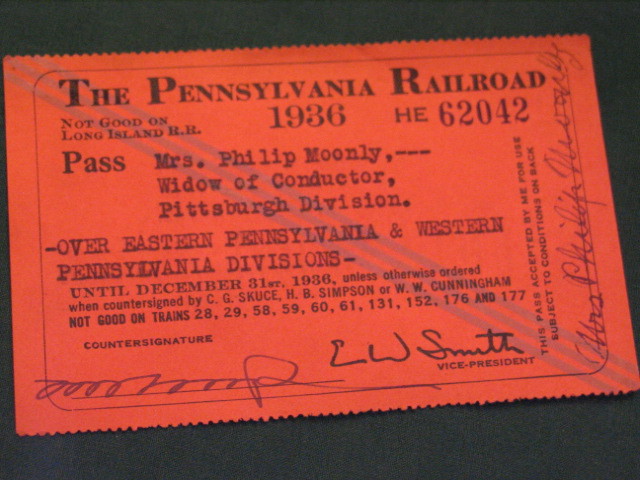 THE PENNSYLVANIA RAILROAD
NOT GOOD ON
LONG ISLAND R.R.
1936 HE 62042
Pass Mrs. Philip Moonly,---
Widow of Conductor,
Pittsburgh Division.
-OVER EASTERN PENNSYLVANIA & WESTERN
PENNSYLVANIA DIVISIONS-
UNTIL DECEMBER 31ST, 1936, unless otherwise ordered
when countersigned by C. G. SKUCE, H. B. SIMPSON or W. W. CUNNINGHAM
NOT GOOD ON TRAINS 28, 29, 58, 59, 60, 61, 131, 152, 176 AND 177
COUNTERSIGNATURE
E W Smith
VICE-PRESIDENT
THIS PASS ACCEPTED BY ME FOR USE
SUBJECT TO CONDITIONS ON BACK
Mrs Philip Moonly